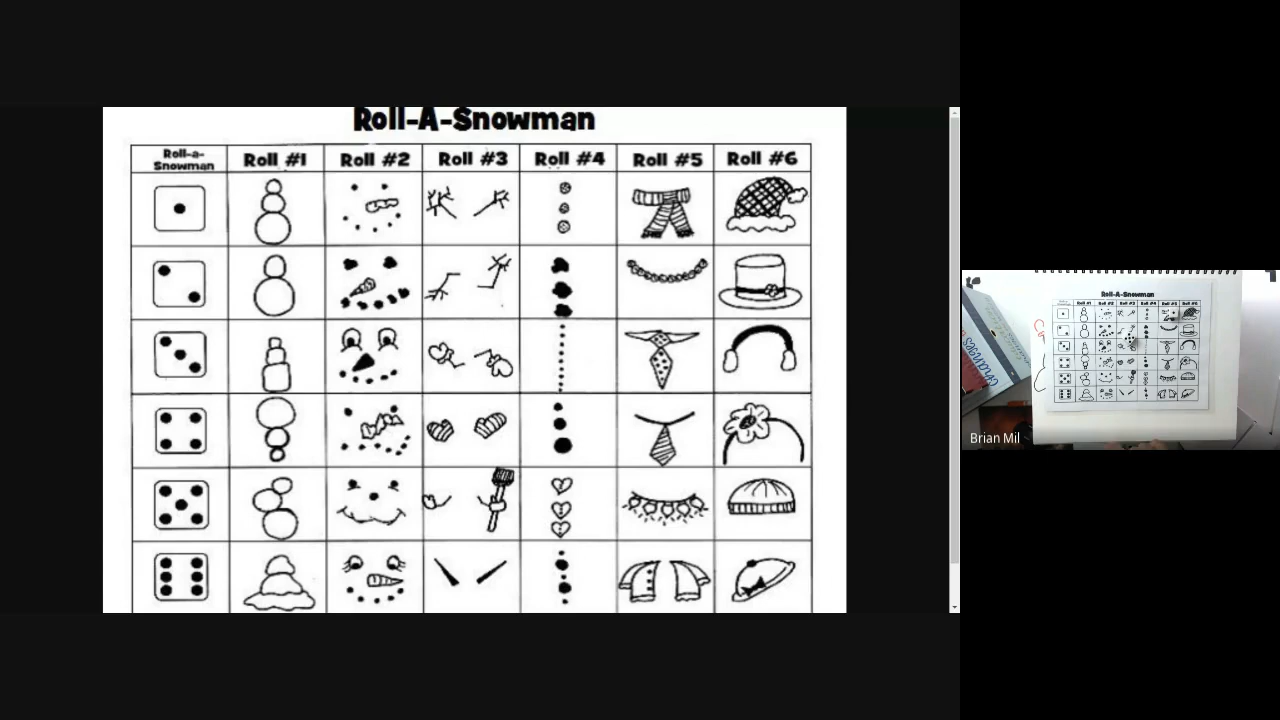 Roll-A-Snowman
Roll-a-
Snowman
Roll #1
Roll #2
Roll #3
Roll #4
Roll #5
Roll #6
Roll-A-Snowman
Brian Mil